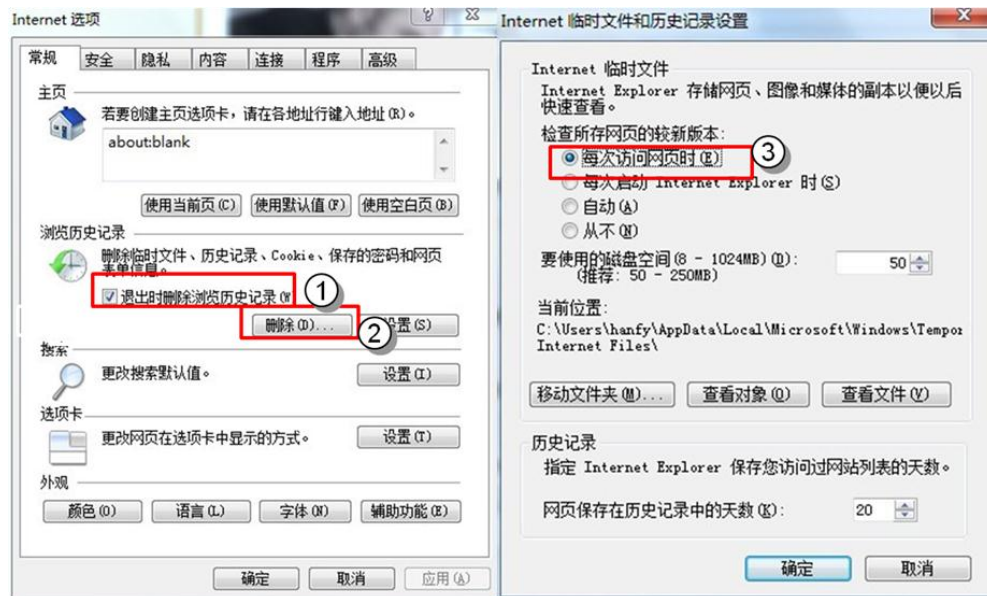 Internet 选项
常规 安全 隐私 内容 连接 程序 高级
主页
若要创建主页选项卡，请在各地址行键入地址(R)。
about:blank
使用当前页(C) 使用默认值(F) 使用空白页(B)
浏览历史记录
删除临时文件、历史记录、Cookie、保存的密码和网页
表单信息。
退出时删除浏览历史记录(W ①
删除(D)... ② 设置(S)
搜索
更改搜索默认值。 设置(I)
选项卡
更改网页在选项卡中显示的方式。 设置(T)
外观
颜色(O) 语言(L) 字体(N) 辅助功能(E)
确定 取消 应用(A)
Internet 临时文件和历史记录设置
Internet 临时文件
Internet Explorer 存储网页、图像和媒体的副本以便以后
快速查看。
检查所存网页的较新版本:
每次访问网页时(E) ③
每次启动 Internet Explorer 时(S)
自动(A)
从不(N)
要使用的磁盘空间(8 - 1024MB)(D): 50
(推荐: 50 - 250MB)
当前位置:
C:\Users\hanfy\AppData\Local\Microsoft\Windows\Tempor
Internet Files\
移动文件夹(M)... 查看对象(O) 查看文件(V)
历史记录
指定 Internet Explorer 保存您访问过网站列表的天数。
网页保存在历史记录中的天数(K): 20
确定 取消